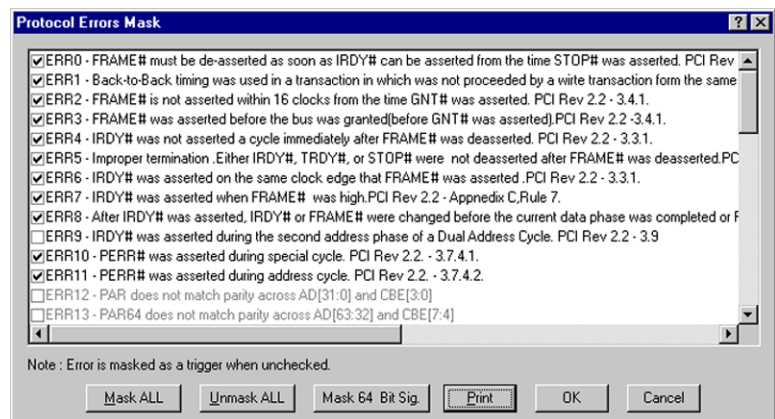 Protocol Errors Mask
ERR0 - FRAME# must be de-asserted as soon as IRDY# can be asserted from the time STOP# was asserted. PCI Rev
ERR1 - Back-to-Back timing was used in a transaction in which was not proceeded by a wirte transaction form the same
ERR2 - FRAME# is not asserted within 16 clocks from the time GNT# was asserted. PCI Rev 2.2 - 3.4.1.
ERR3 - FRAME# was asserted before the bus was granted(before GNT# was asserted).PCI Rev 2.2 -3.4.1.
ERR4 - IRDY# was not asserted a cycle immediately after FRAME# was deasserted. PCI Rev 2.2 - 3.3.1.
ERR5 - Improper termination .Either IRDY#, TRDY#, or STOP# were not deasserted after FRAME# was deasserted.PC
ERR6 - IRDY# was asserted on the same clock edge that FRAME# was asserted .PCI Rev 2.2 - 3.3.1.
ERR7 - IRDY# was asserted when FRAME# was high.PCI Rev 2.2 - Appnedix C,Rule 7.
ERR8 - After IRDY# was asserted, IRDY# or FRAME# were changed before the current data phase was completed or F
ERR9 - IRDY# was asserted during the second address phase of a Dual Address Cycle. PCI Rev 2.2 - 3.9
ERR10 - PERR# was asserted during special cycle. PCI Rev 2.2. - 3.7.4.1.
ERR11 - PERR# was asserted during address cycle. PCI Rev 2.2. - 3.7.4.2.
ERR12 - PAR does not match parity across AD[31:0] and CBE[3:0]
ERR13 - PAR64 does not match parity across AD[63:32] and CBE[7:4]
Note : Error is masked as a trigger when unchecked.
Mask ALL Unmask ALL Mask 64 Bit Sig. Print OK Cancel